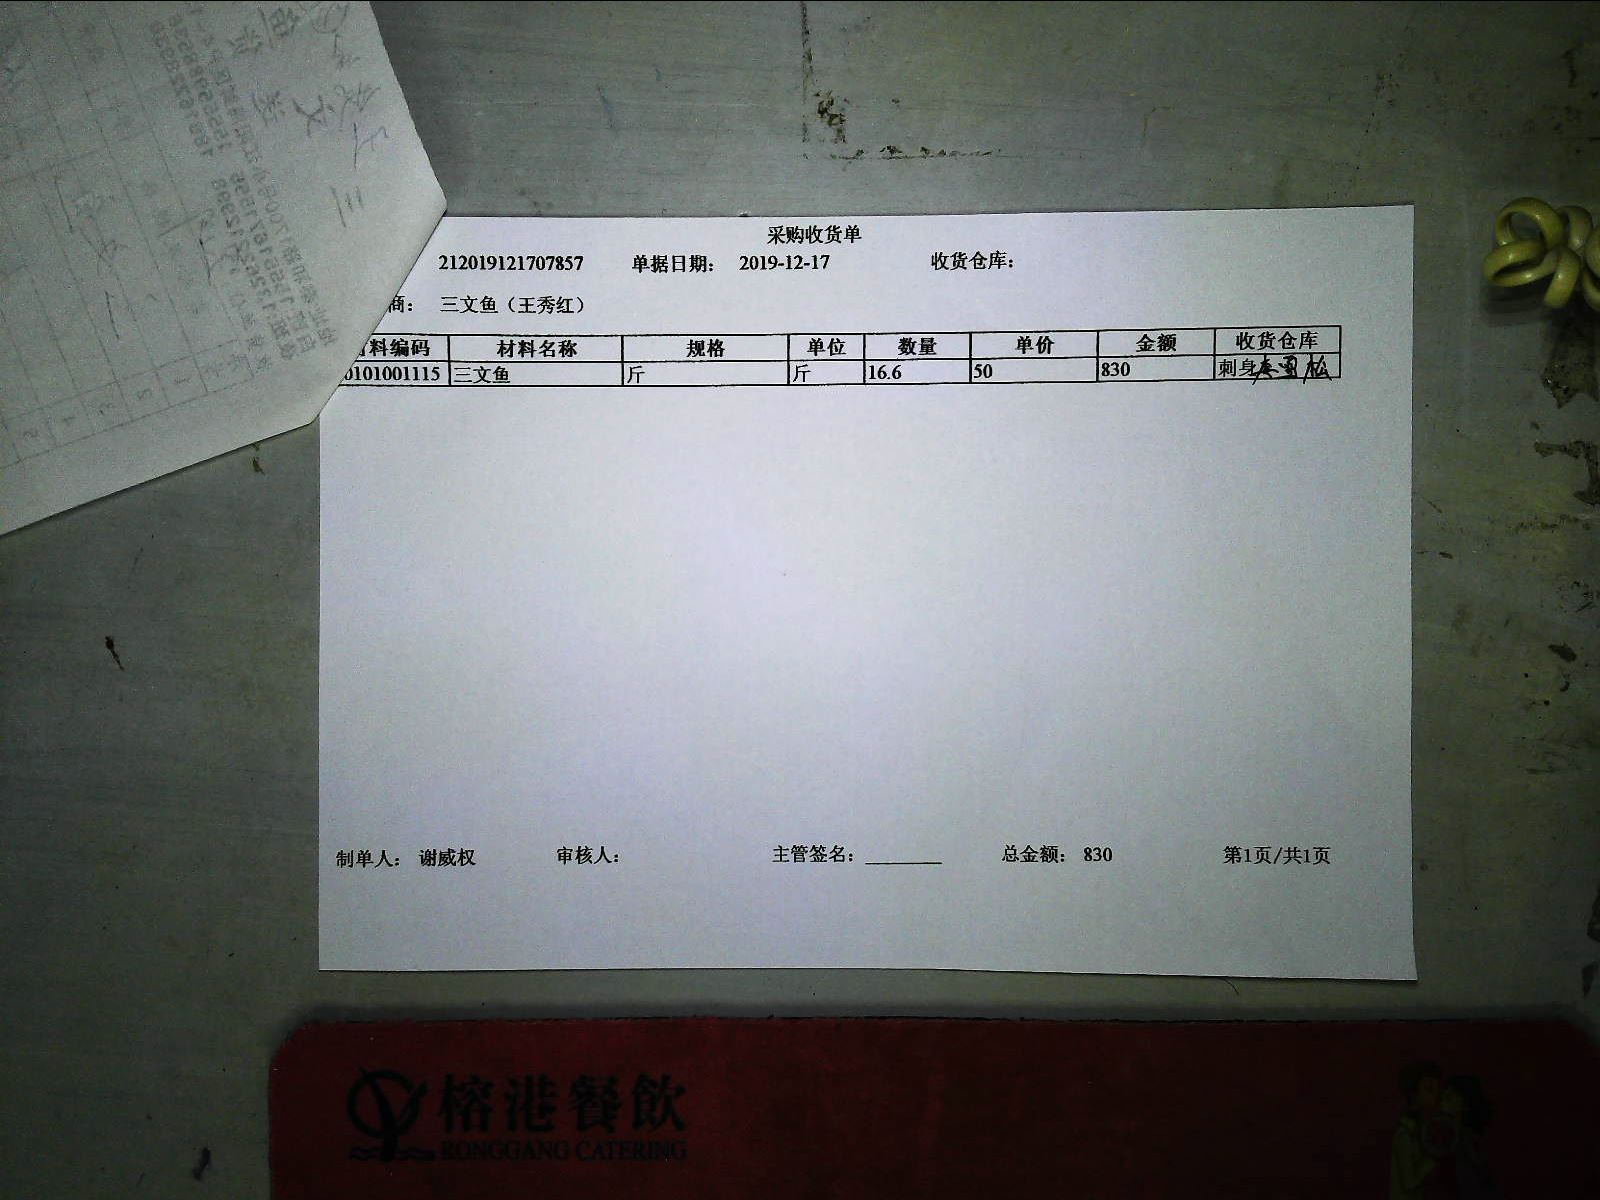 采购收货单
212019121707857 单据日期： 2019-12-17 收货仓库：
商： 三文鱼（王秀红）
料编码 材料名称 规格 单位 数量 单价 金额 收货仓库
0101001115 三文鱼 斤 斤 16.6 50 830 刺身
制单人： 谢威权 审核人： 主管签名：________ 总金额： 830 第1页/共1页
榕港餐飲
RONGGANG CATERING